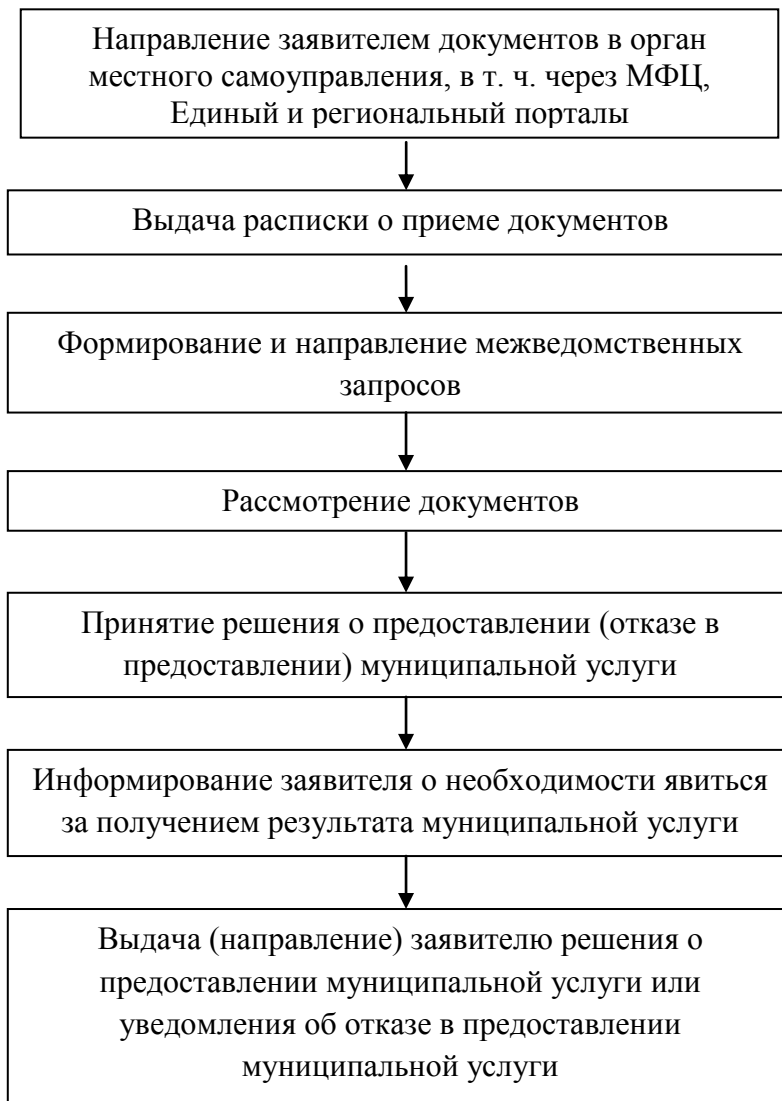 Направление заявителем документов в орган
местного самоуправления, в т. ч. через МФЦ,
Единый и региональный порталы
Выдача расписки о приеме документов
Формирование и направление межведомственных
запросов
Рассмотрение документов
Принятие решения о предоставлении (отказе в
предоставлении) муниципальной услуги
Информирование заявителя о необходимости явиться
за получением результата муниципальной услуги
Выдача (направление) заявителю решения о
предоставлении муниципальной услуги или
уведомления об отказе в предоставлении
муниципальной услуги